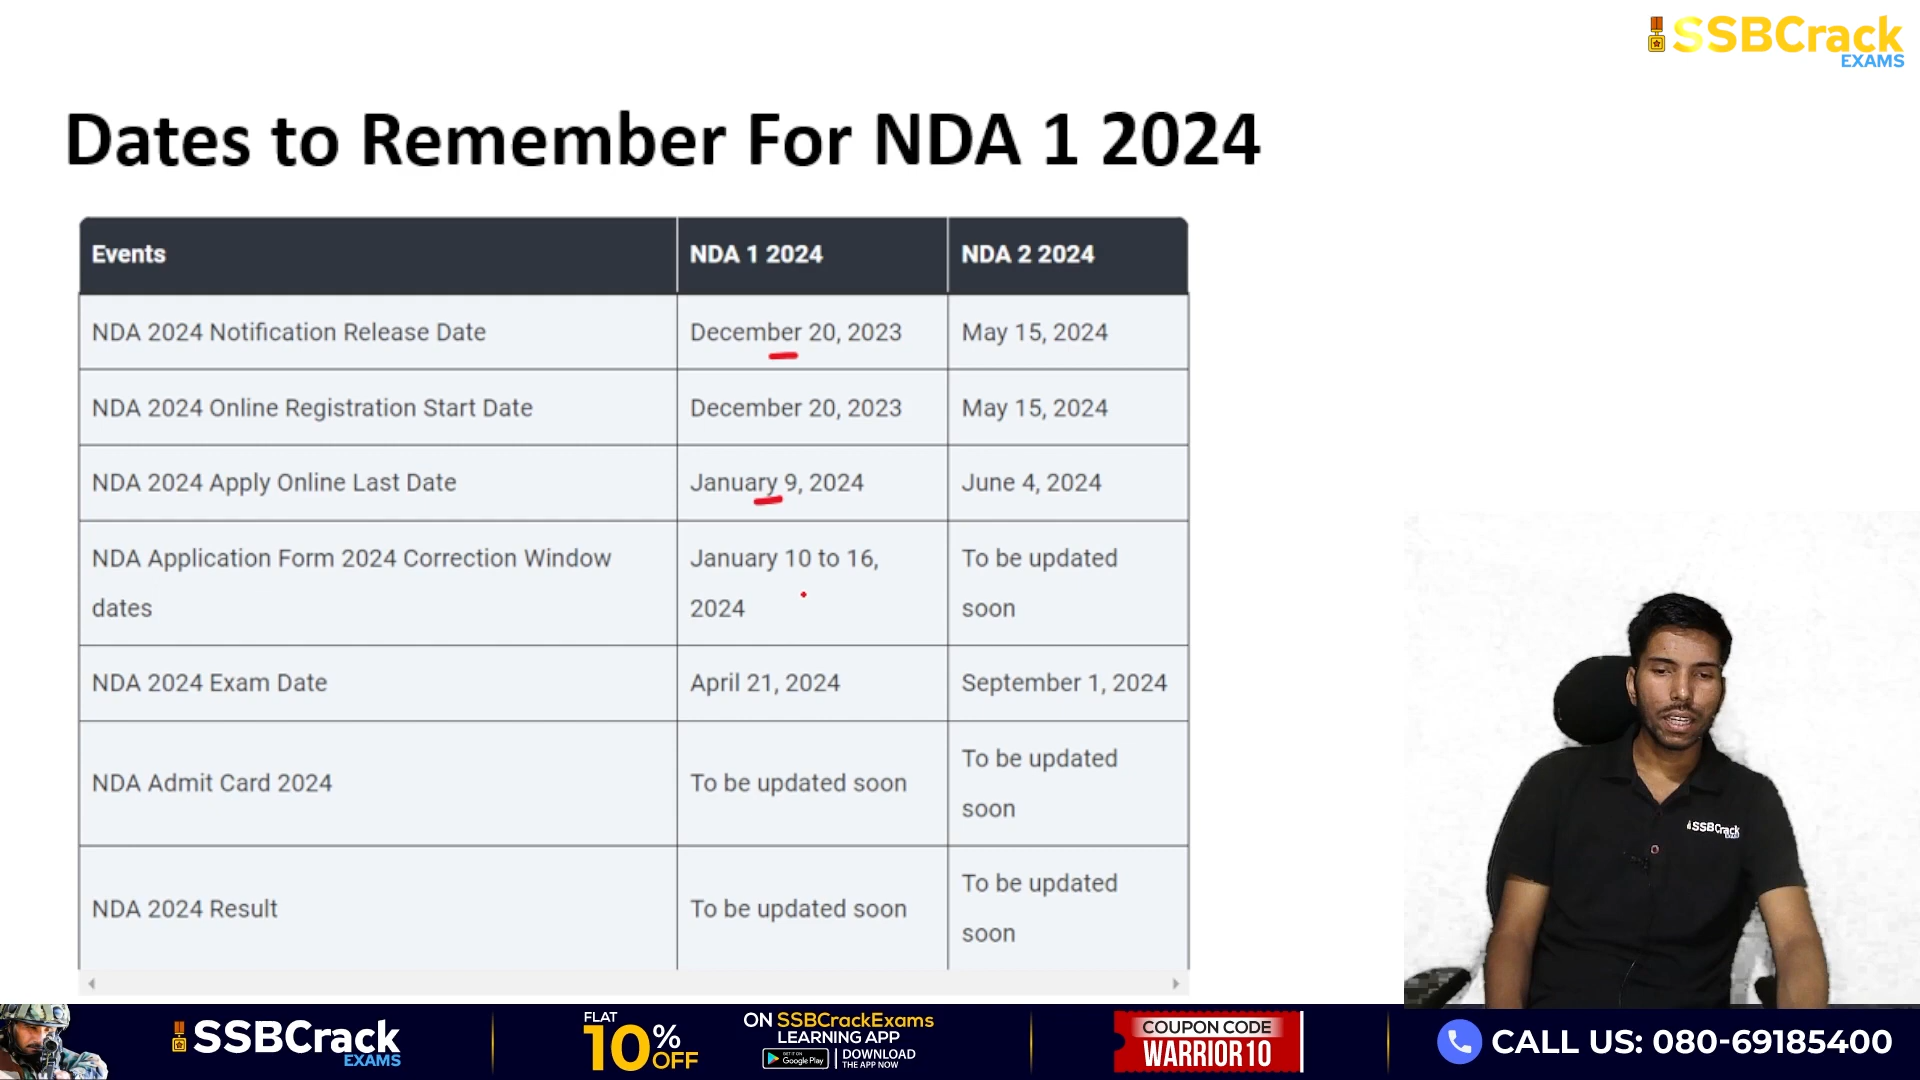 SSBCrack
EXAMS
Dates to Remember For NDA 1 2024
Events NDA 1 2024 NDA 2 2024
NDA 2024 Notification Release Date December 20, 2023 May 15, 2024
NDA 2024 Online Registration Start Date December 20, 2023 May 15, 2024
NDA 2024 Apply Online Last Date January 9, 2024 June 4, 2024
NDA Application Form 2024 Correction Window January 10 to 16, To be updated
dates 2024 soon
NDA 2024 Exam Date April 21, 2024 September 1, 2024
NDA Admit Card 2024 To be updated soon To be updated
soon
NDA 2024 Result To be updated soon To be updated
soon
SSBCrack
SSBCrack
EXAMS
FLAT
10% OFF
ON SSBCrackExams
LEARNING APP
GET IT ON
Google Play
DOWNLOAD
THE APP NOW
COUPON CODE
WARRIOR10
CALL US: 080-69185400